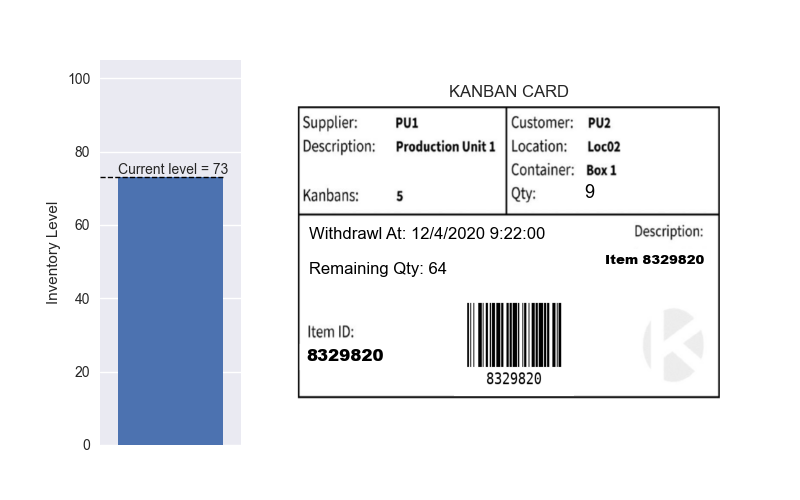 100
80
60
40
20
0
Inventory Level
Current level = 73
KANBAN CARD
Supplier: PU1
Description: Production Unit 1
Kanbans: 5
Customer: PU2
Location: Loc02
Container: Box 1
Qty: 9
Withdrawl At: 12/4/2020 9:22:00
Remaining Qty: 64
Description:
Item 8329820
Item ID:
8329820
8329820